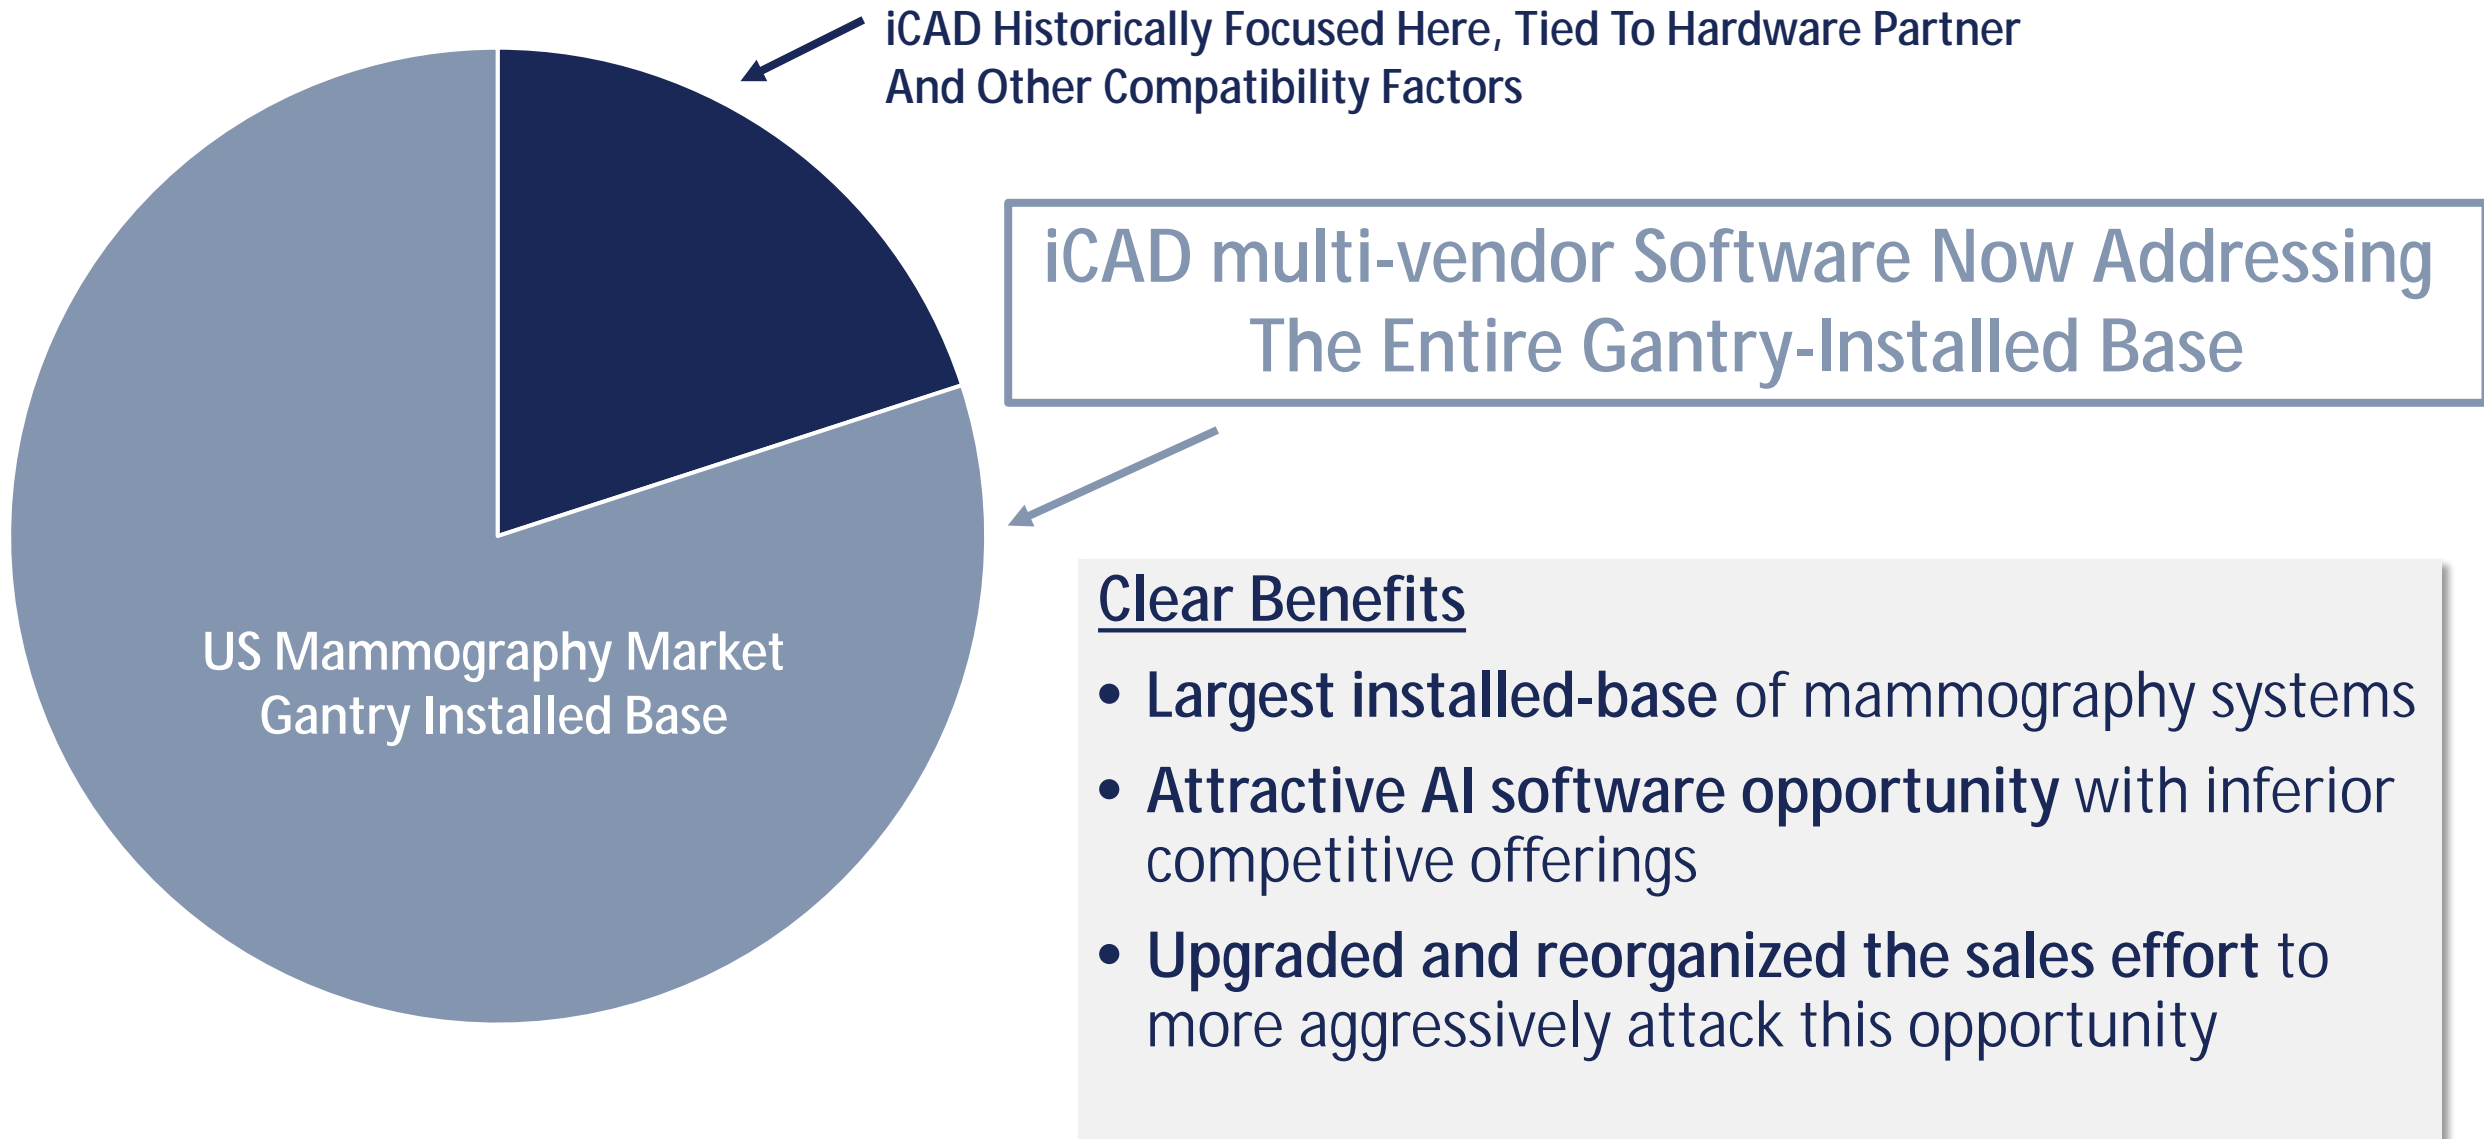 iCAD Historically Focused Here, Tied To Hardware Partner
And Other Compatibility Factors
iCAD multi-vendor Software Now Addressing
The Entire Gantry-Installed Base
US Mammography Market
Gantry Installed Base
Clear Benefits
• Largest installed-base of mammography systems
• Attractive AI software opportunity with inferior
competitive offerings
• Upgraded and reorganized the sales effort to
more aggressively attack this opportunity